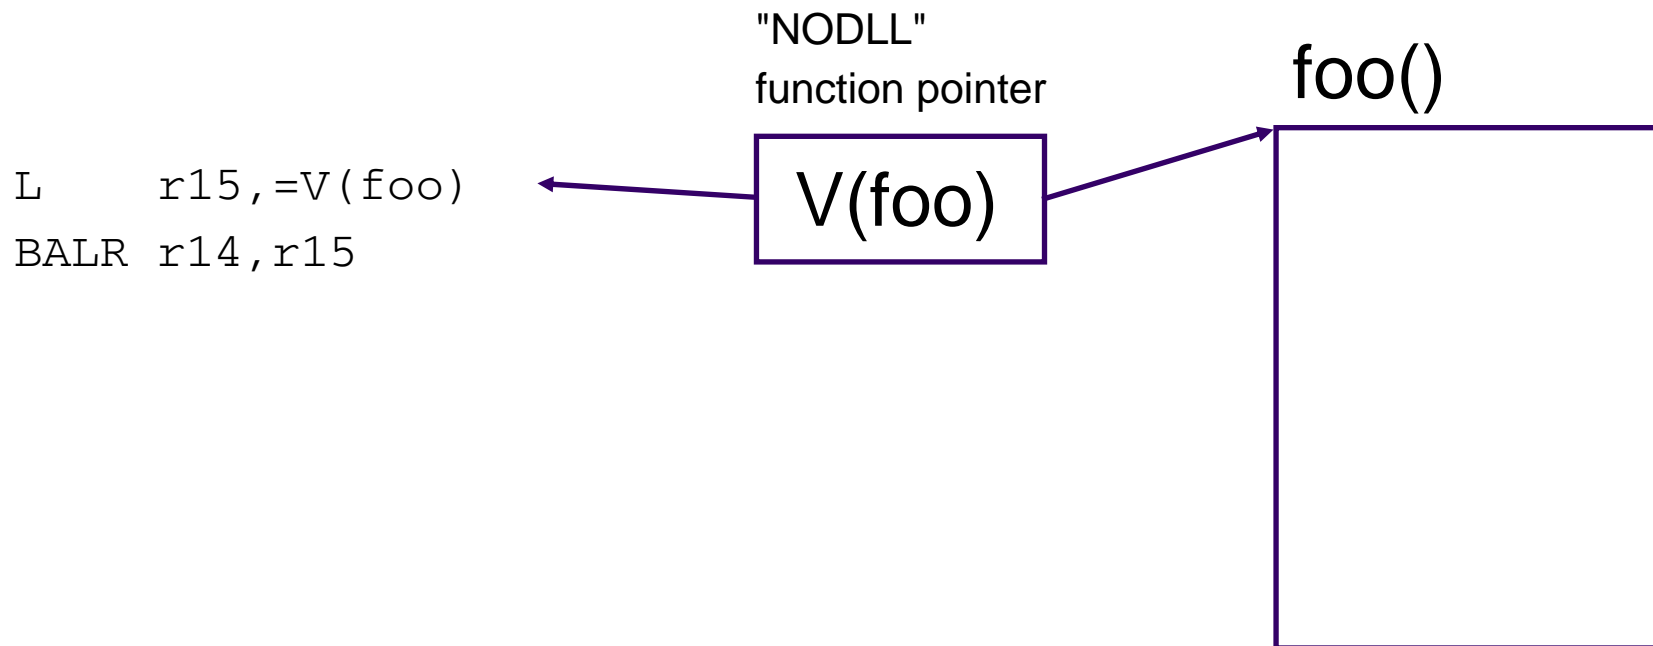 "NODLL"
function pointer
foo()
L     r15,=V(foo)
V(foo)
BALR r14,r15